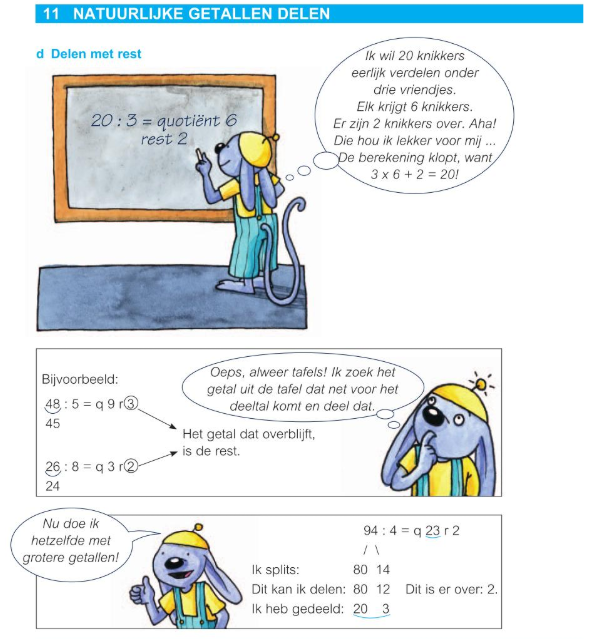 11 NATUURLIJKE GETALLEN DELEN
d Delen met rest
20 : 3 = quotiënt 6
rest 2
Ik wil 20 knikkers
eerlijk verdelen onder
drie vriendjes.
Elk krijgt 6 knikkers.
Er zijn 2 knikkers over. Aha!
Die hou ik lekker voor mij ...
De berekening klopt, want
3 x 6 + 2 = 20!
Bijvoorbeeld:
48 : 5 = q 9 r 3
45
26 : 8 = q 3 r 2
24
Het getal dat overblijft,
is de rest.
Oeps, alweer tafels! Ik zoek het
getal uit de tafel dat net voor het
deeltal komt en deel dat.
Nu doe ik
hetzelfde met
grotere getallen!
94 : 4 = q 23 r 2
/ \
Ik splits: 80 14
Dit kan ik delen: 80 12 Dit is er over: 2.
Ik heb gedeeld: 20 3